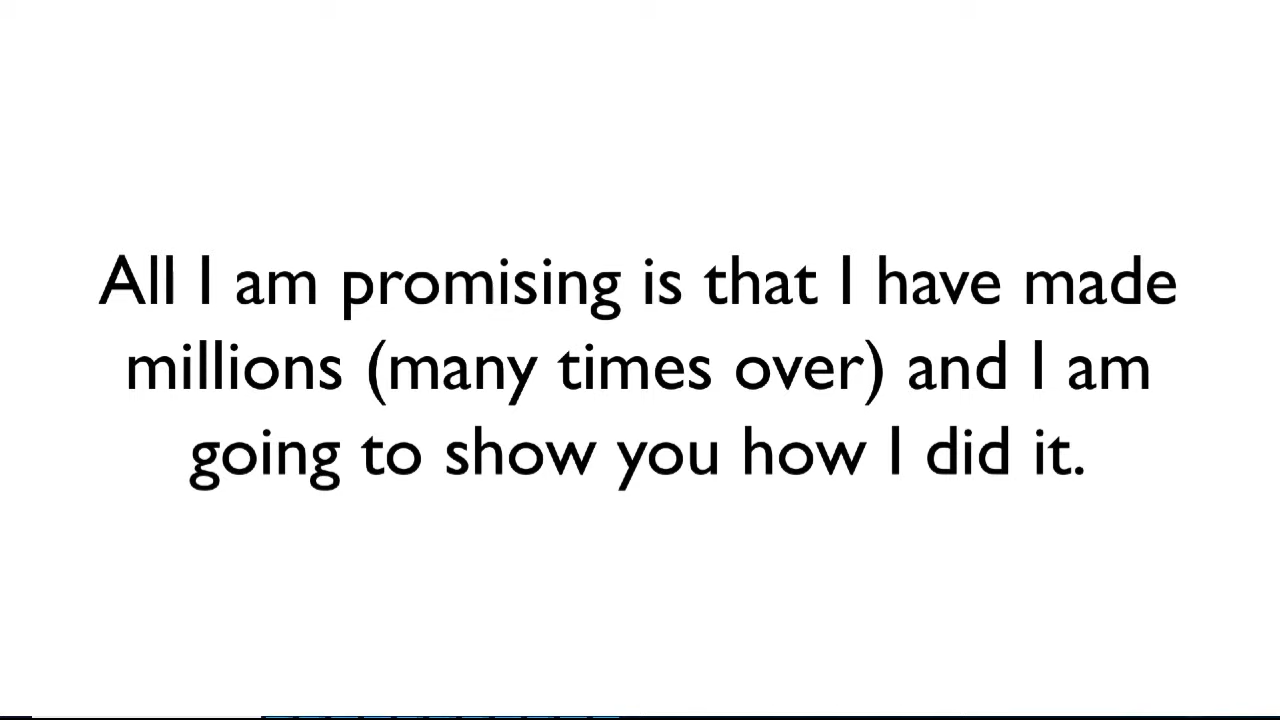 All I am promising is that I have made
millions (many times over) and I am
going to show you how I did it.